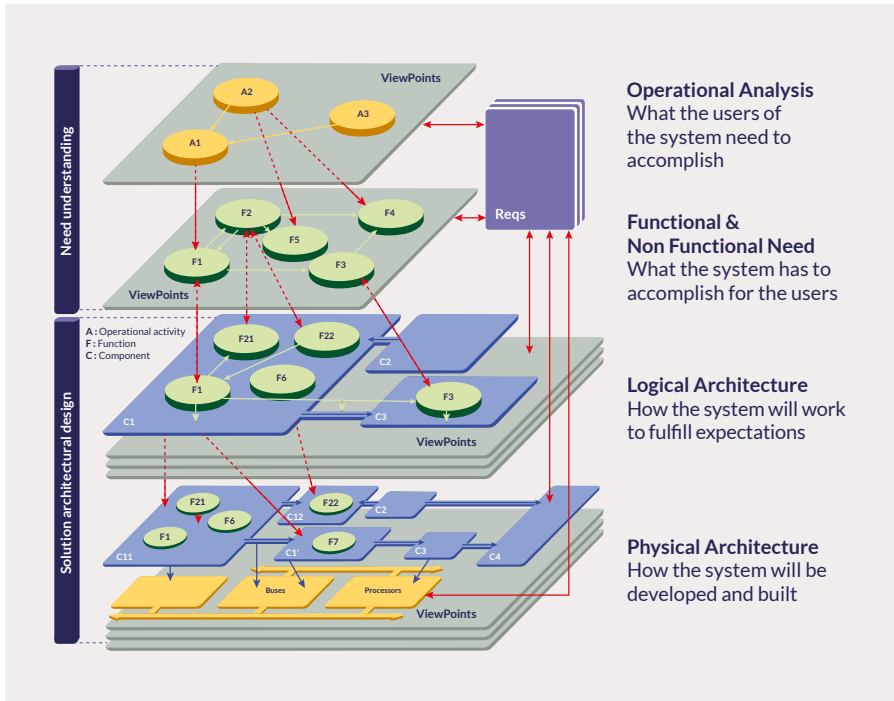 Need understanding
ViewPoints
A2
A3
A1
Operational Analysis
What the users of
the system need to
accomplish
Reqs
F2
F4
F5
F1
F3
ViewPoints
Functional &
Non Functional Need
What the system has to
accomplish for the users
Solution architectural design
A : Operational activity
F : Function
C : Component
F21
F22
F6
F1
C1
C2
F3
C3
ViewPoints
Logical Architecture
How the system will work
to fulfill expectations
F21
F6
F1
C11
F22
C12
C2
F7
C1'
C3
C4
Buses
Processors
ViewPoints
Physical Architecture
How the system will be
developed and built